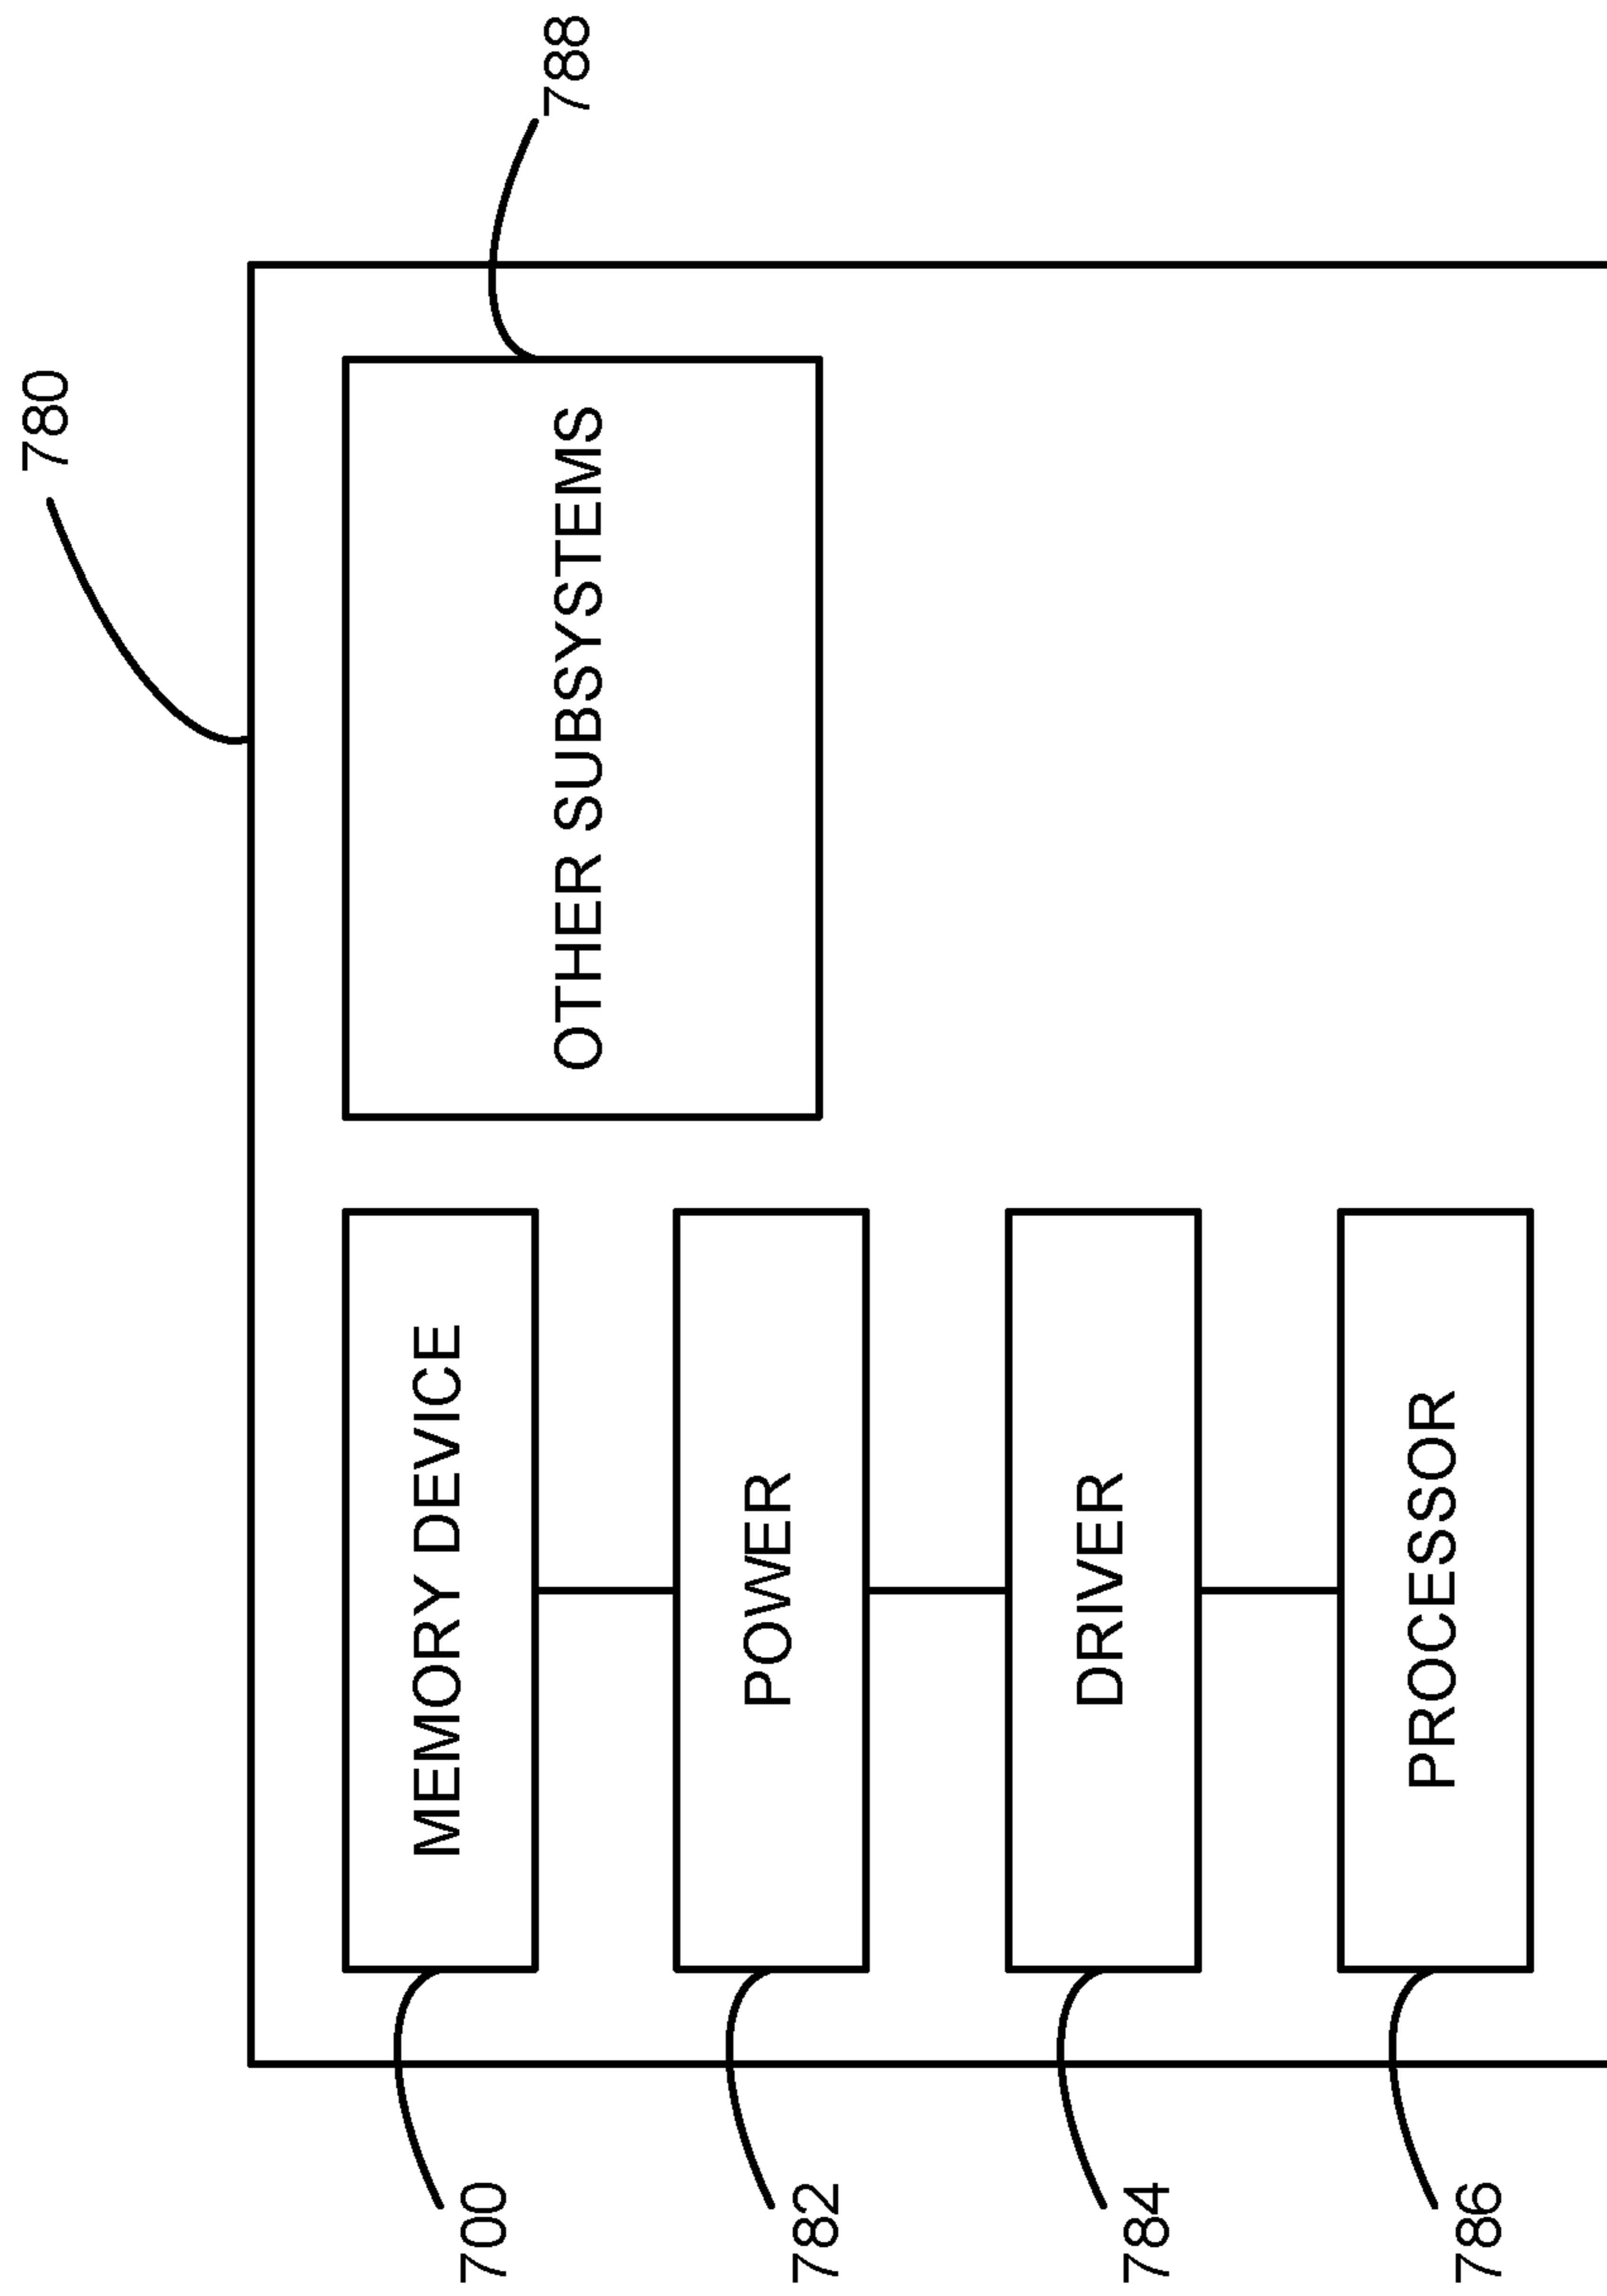 780
700
MEMORY DEVICE
OTHER SUBSYSTEMS
788
782
POWER
784
DRIVER
786
PROCESSOR